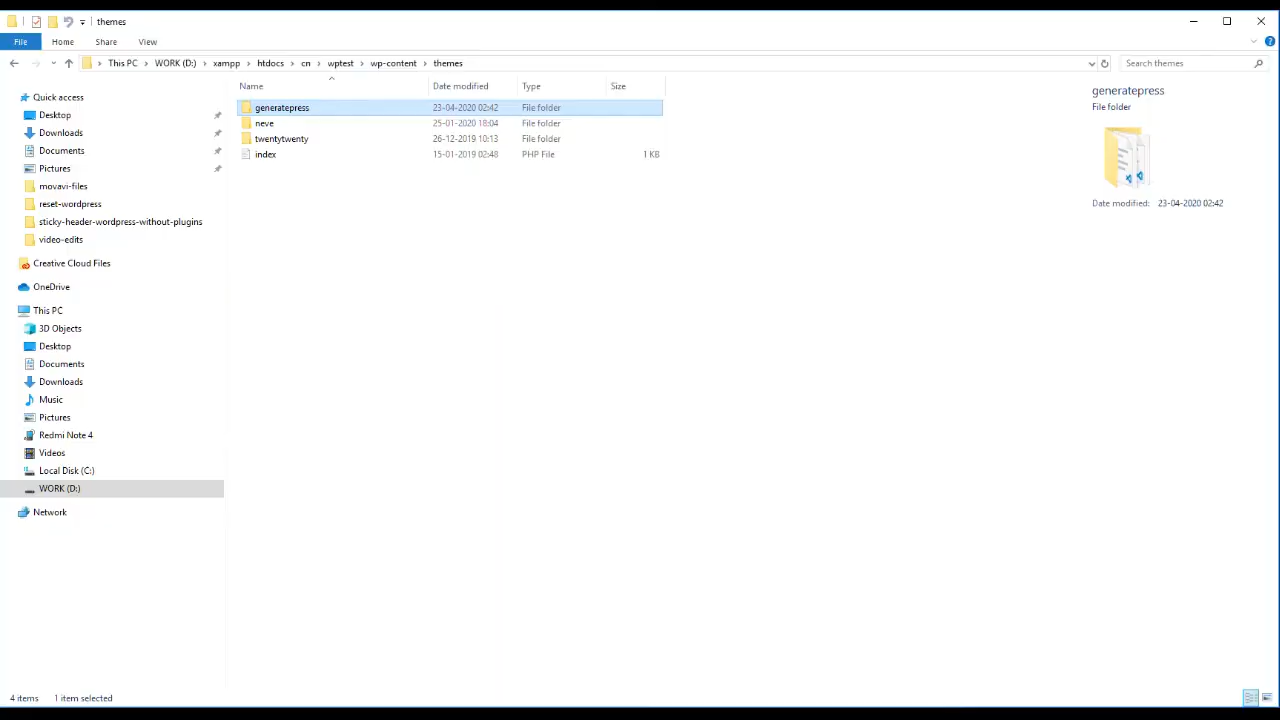 themes
File
Home
Share
View
This PC
WORK (D:)
xampp
htdocs
cn
wptest
wp-content
themes
Search themes
Quick access
Desktop
Downloads
Documents
Pictures
movavi-files
reset-wordpress
sticky-header-wordpress-without-plugins
video-edits
Creative Cloud Files
OneDrive
This PC
3D Objects
Desktop
Documents
Downloads
Music
Pictures
Redmi Note 4
Videos
Local Disk (C:)
WORK (D:)
Network
Name Date modified Type Size
generatepress 23-04-2020 02:42 File folder
neve 25-01-2020 18:04 File folder
twentytwenty 26-12-2019 10:13 File folder
index 15-01-2019 02:48 PHP File 1 KB
generatepress
File folder
Date modified: 23-04-2020 02:42
4 items 1 item selected